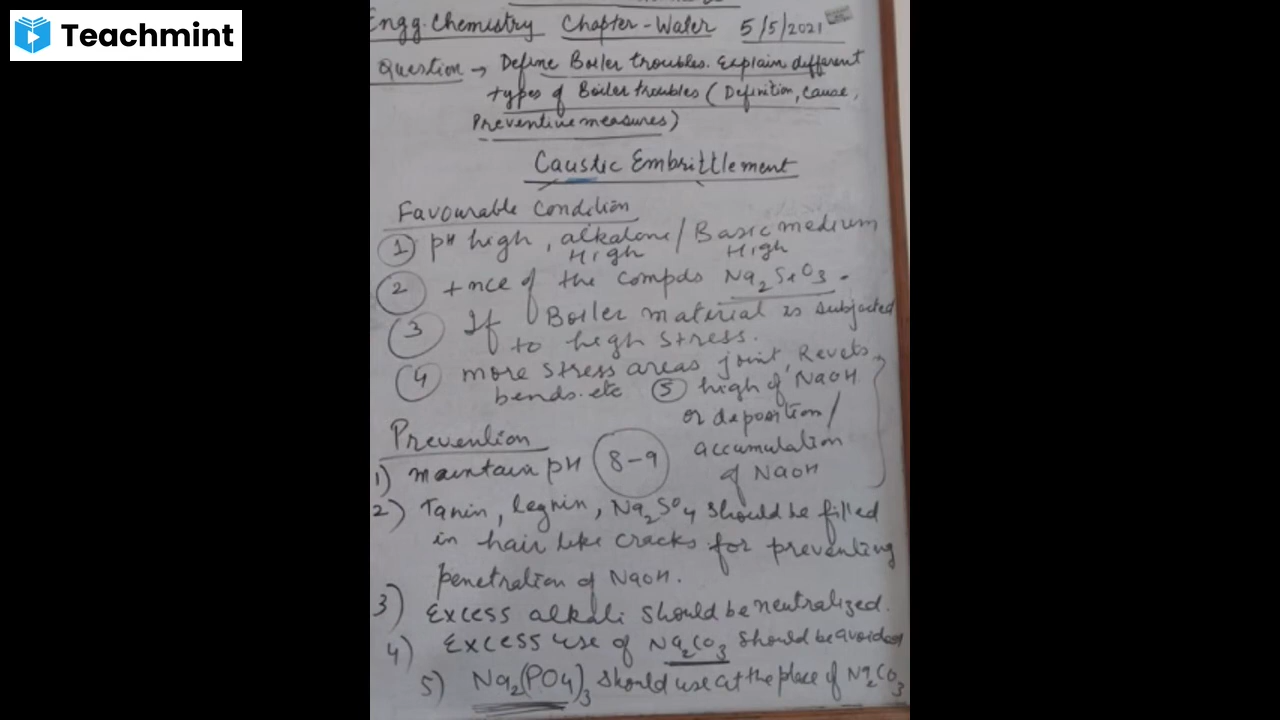 Teachmint
Engg. Chemistry Chapter-Water 5/5/2021
Question → Define Boiler troubles. Explain different
types of Boiler troubles (Definition, cause,
Preventive measures)
Caustic Embrittlement
Favourable Condition
1 pH high, alkalone / Basic medium
High High
2 +nce of the compds Na2SiO3.
3 If Boiler material is subjected
to high stress.
4 more stress areas joint, Revets,
bends. etc 5 high of NaOH
or deposition /
accumulation
of NaOH
Prevention
1) maintain pH 8-9
2) Tanin, legnin, Na2SO4 should be filled
in hair like cracks for preventing
penetration of NaOH.
3) Excess alkali should be neutralized.
4) Excess use of Na2CO3 should be avoided
5) Na2(PO4)3 should use at the place of Na2CO3